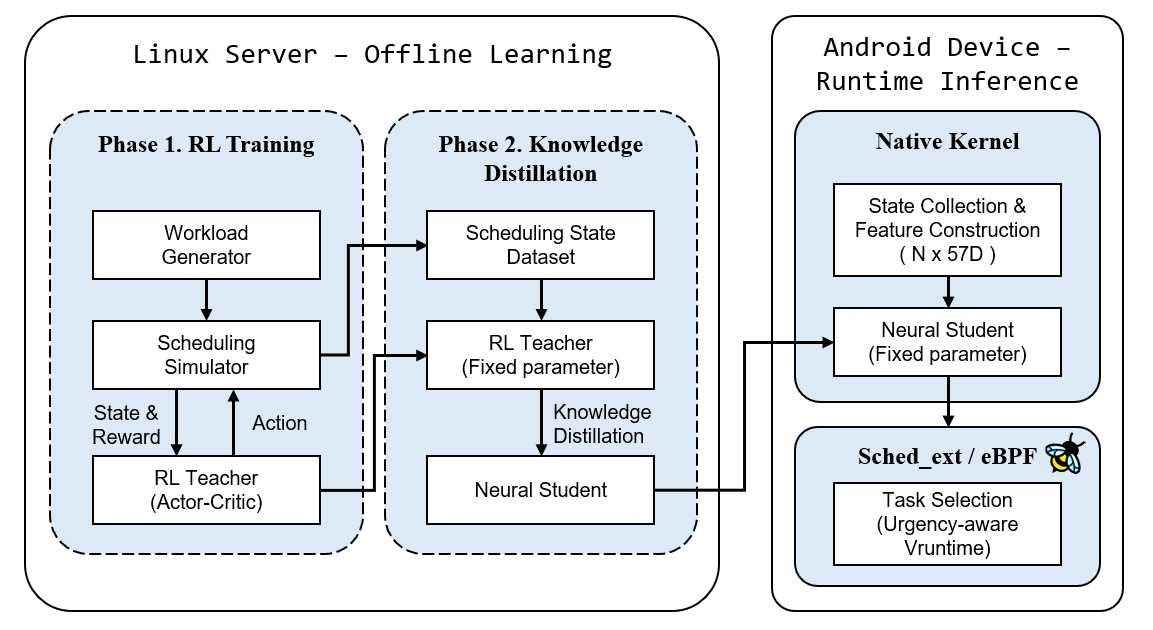 Linux Server – Offline Learning
Phase 1. RL Training
Workload
Generator
Scheduling
Simulator
State &
Reward
Action
RL Teacher
(Actor-Critic)
Phase 2. Knowledge
Distillation
Scheduling State
Dataset
RL Teacher
(Fixed parameter)
Knowledge
Distillation
Neural Student
Android Device –
Runtime Inference
Native Kernel
State Collection &
Feature Construction
( N x 57D )
Neural Student
(Fixed parameter)
Sched_ext / eBPF
Task Selection
(Urgency-aware
Vruntime)